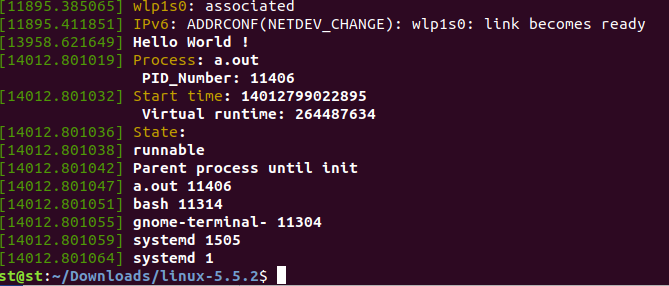 [11895.385065] wlp1s0: associated
[11895.411851] IPv6: ADDRCONF(NETDEV_CHANGE): wlp1s0: link becomes ready
[13958.621649] Hello World !
[14012.801019] Process: a.out
PID_Number: 11406
[14012.801032] Start time: 14012799022895
Virtual runtime: 264487634
[14012.801036] State:
[14012.801038] runnable
[14012.801042] Parent process until init
[14012.801047] a.out 11406
[14012.801051] bash 11314
[14012.801055] gnome-terminal- 11304
[14012.801059] systemd 1505
[14012.801064] systemd 1
st@st:~/Downloads/linux-5.5.2$